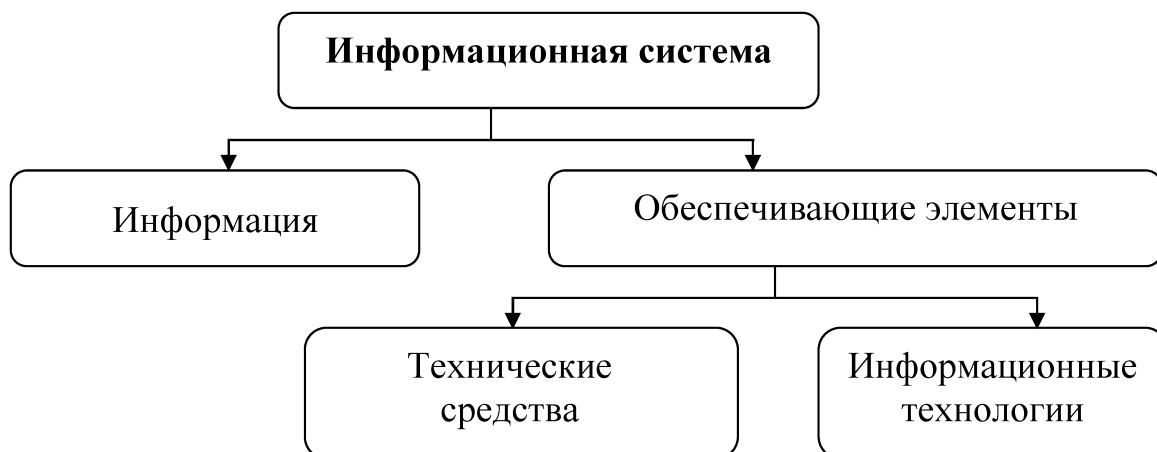 Информационная система
Информация
Обеспечивающие элементы
Технические
средства
Информационные
технологии